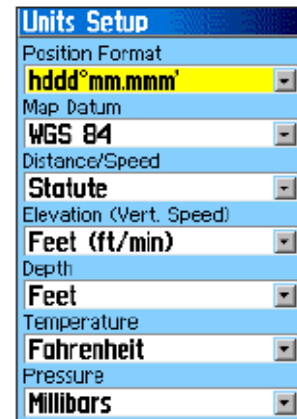 Units Setup
Position Format
hddd°mm.mmm'
Map Datum
WGS 84
Distance/Speed
Statute
Elevation (Vert. Speed)
Feet (ft/min)
Depth
Feet
Temperature
Fahrenheit
Pressure
Millibars